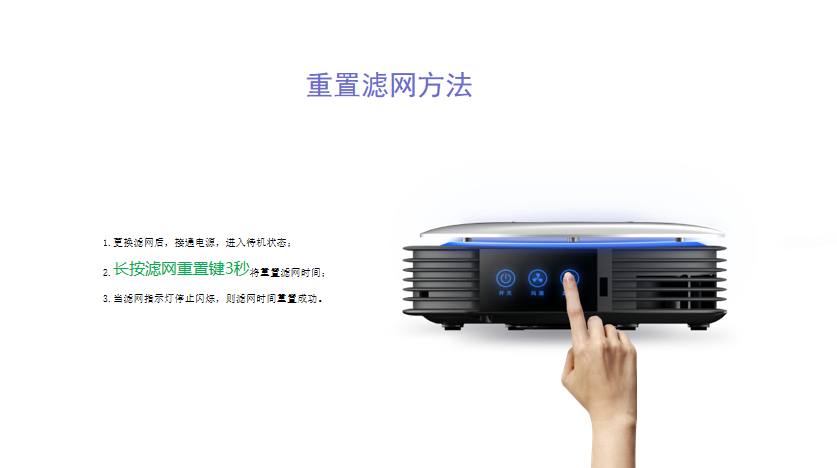 重置滤网方法
1. 更换滤网后，接通电源，进入待机状态；
2. 长按滤网重置键3秒将重置滤网时间；
3. 当滤网指示灯停止闪烁，则滤网时间重置成功。
开关
风速